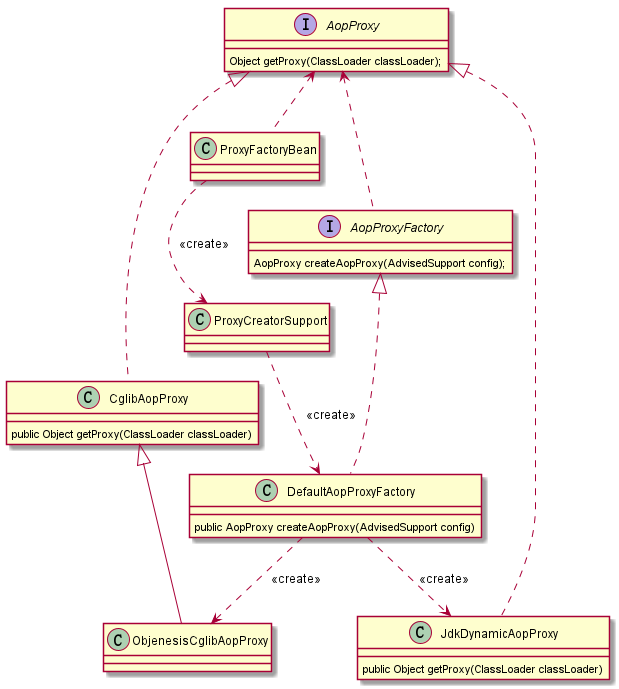 I AopProxy
Object getProxy(ClassLoader classLoader);
C ProxyFactoryBean
I AopProxyFactory
AopProxy createAopProxy(AdvisedSupport config);
«create»
C ProxyCreatorSupport
C CglibAopProxy
public Object getProxy(ClassLoader classLoader)
«create»
C DefaultAopProxyFactory
public AopProxy createAopProxy(AdvisedSupport config)
«create»
«create»
C ObjenesisCglibAopProxy
C JdkDynamicAopProxy
public Object getProxy(ClassLoader classLoader)